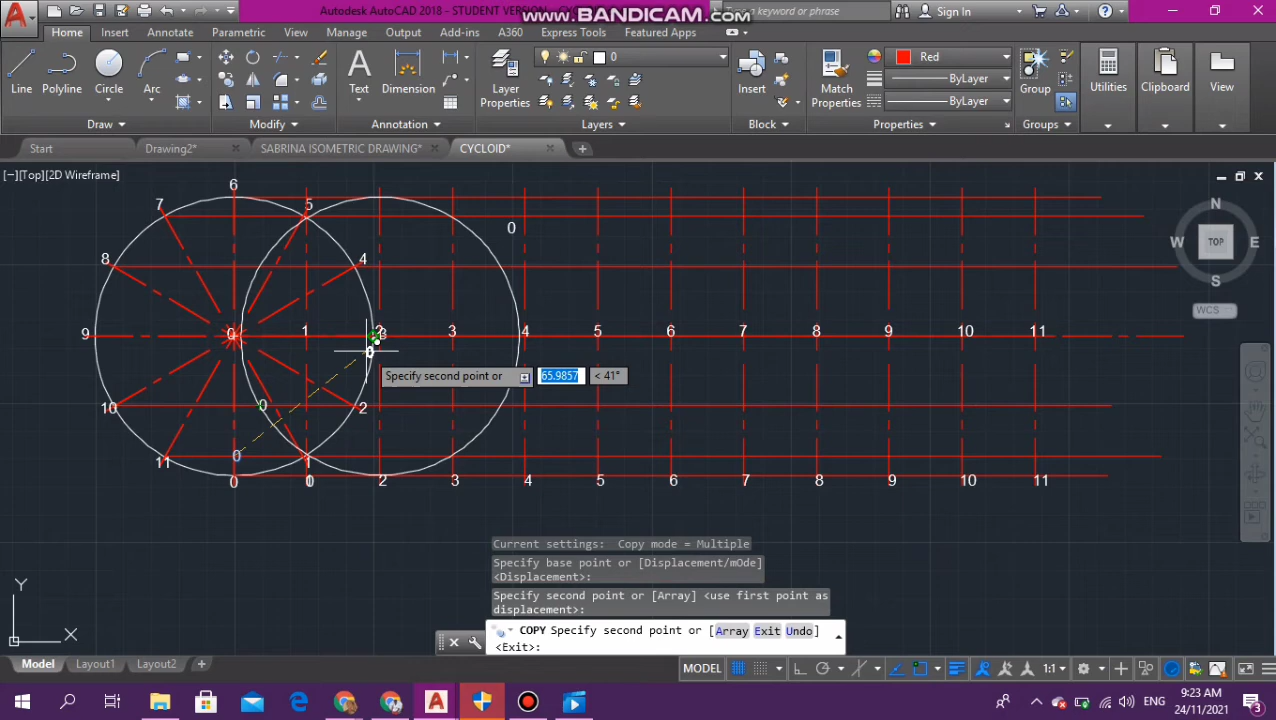 Autodesk AutoCAD 2018 - STUDENT VERSION
www.BANDICAM.com
Type a keyword or phrase
Sign In
Home Insert Annotate Parametric View Manage Output Add-ins A360 Express Tools Featured Apps
0
Red
ByLayer
ByLayer
Line Polyline Circle Arc
Text Dimension
Layer Properties
Insert
Match Properties
Group
Utilities
Clipboard
View
Draw Modify Annotation Layers Block Properties Groups
Start Drawing2* SABRINA ISOMETRIC DRAWING* CYCLOID*
[−][Top][2D Wireframe]
N
W TOP E
S
WCS
6
7 5
0
8 4
9 0 1 2 3 4 5 6 7 8 9 10 11
10 0 2
0
11 1
0 0 2 3 4 5 6 7 8 9 10 11
Specify second point or 65.9857 < 41°
Current settings: Copy mode = Multiple
Specify base point or [Displacement/mOde]
<Displacement>:
Specify second point or [Array] <use first point as
displacement>:
COPY Specify second point or [Array Exit Undo]
<Exit>:
Y
X
Model Layout1 Layout2
MODEL
1:1
ENG
9:23 AM
24/11/2021
3